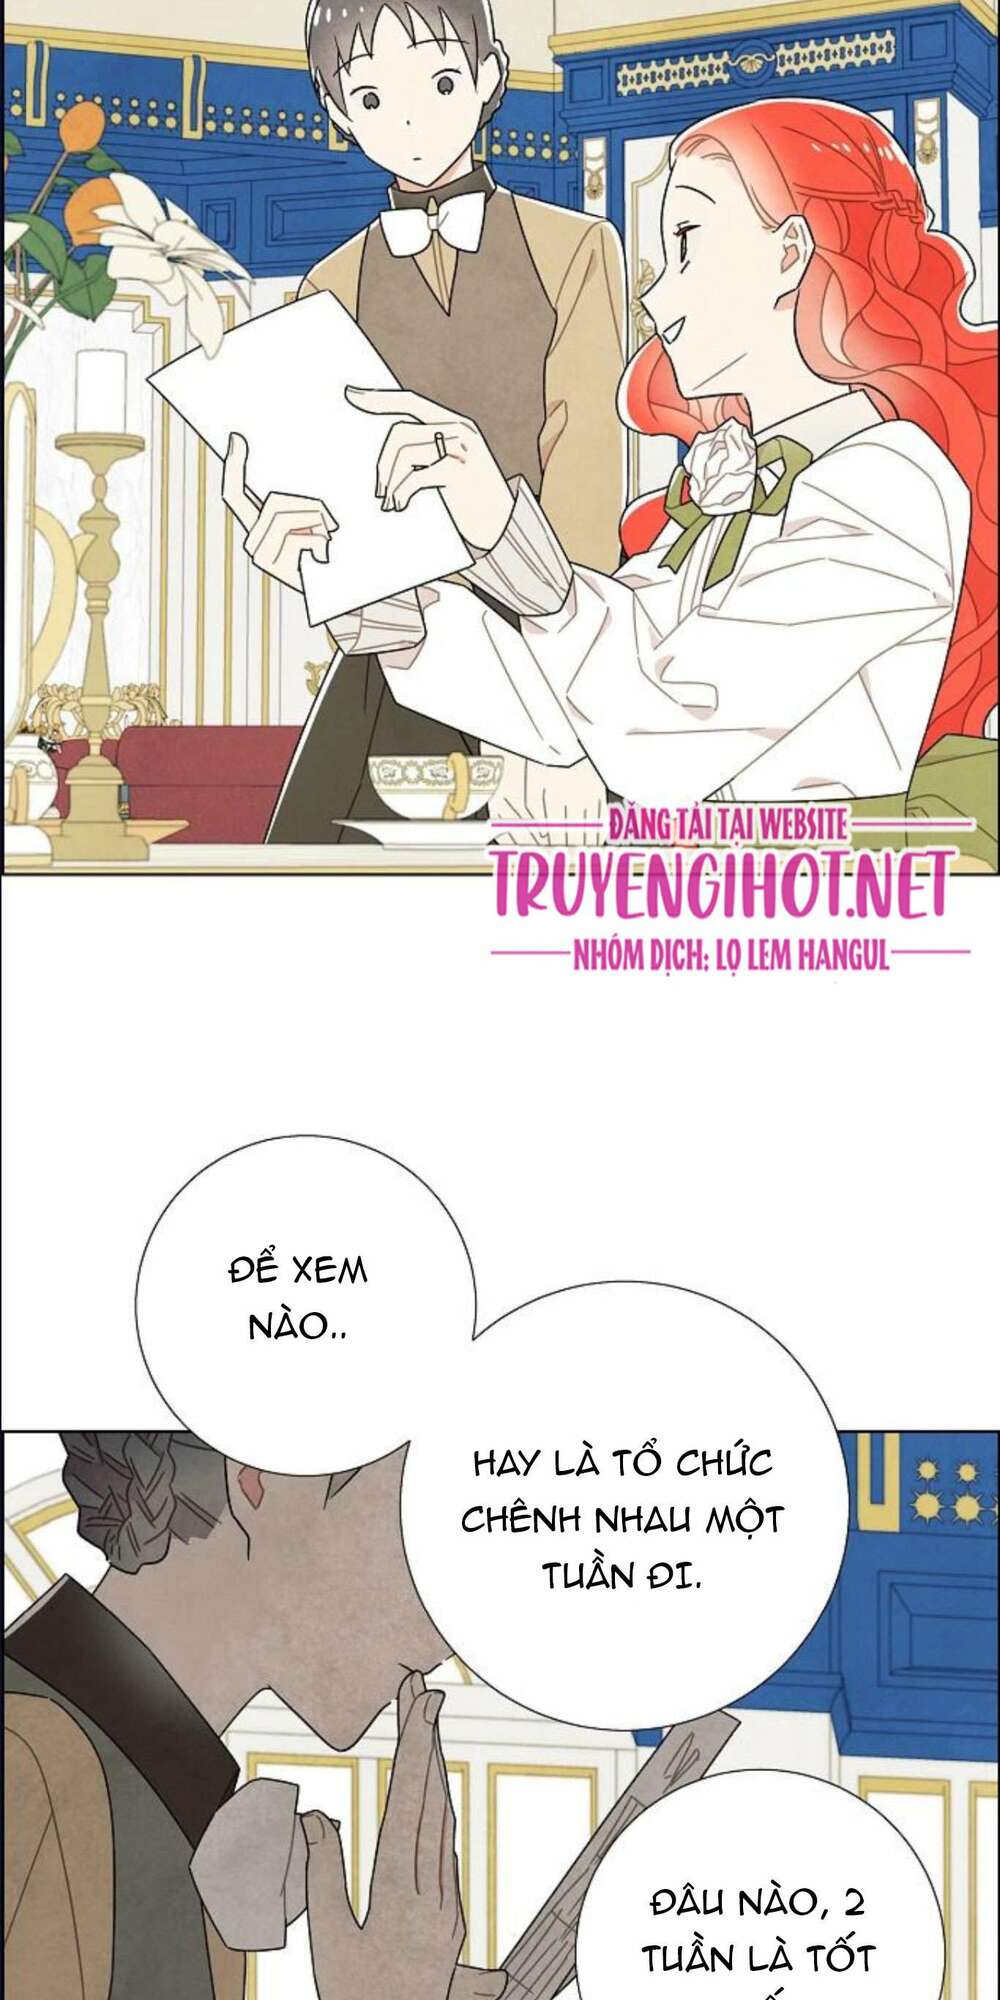 ĐĂNG TẢI TẠI WEBSITE
TRUYENGIHOT.NET
NHÓM DỊCH: LỌ LEM HANGUL
ĐỂ XEM
NÀO..
HAY LÀ TỔ CHỨC
CHÊNH NHAU MỘT
TUẦN ĐI.
ĐÂU NÀO, 2
TUẦN LÀ TỐT